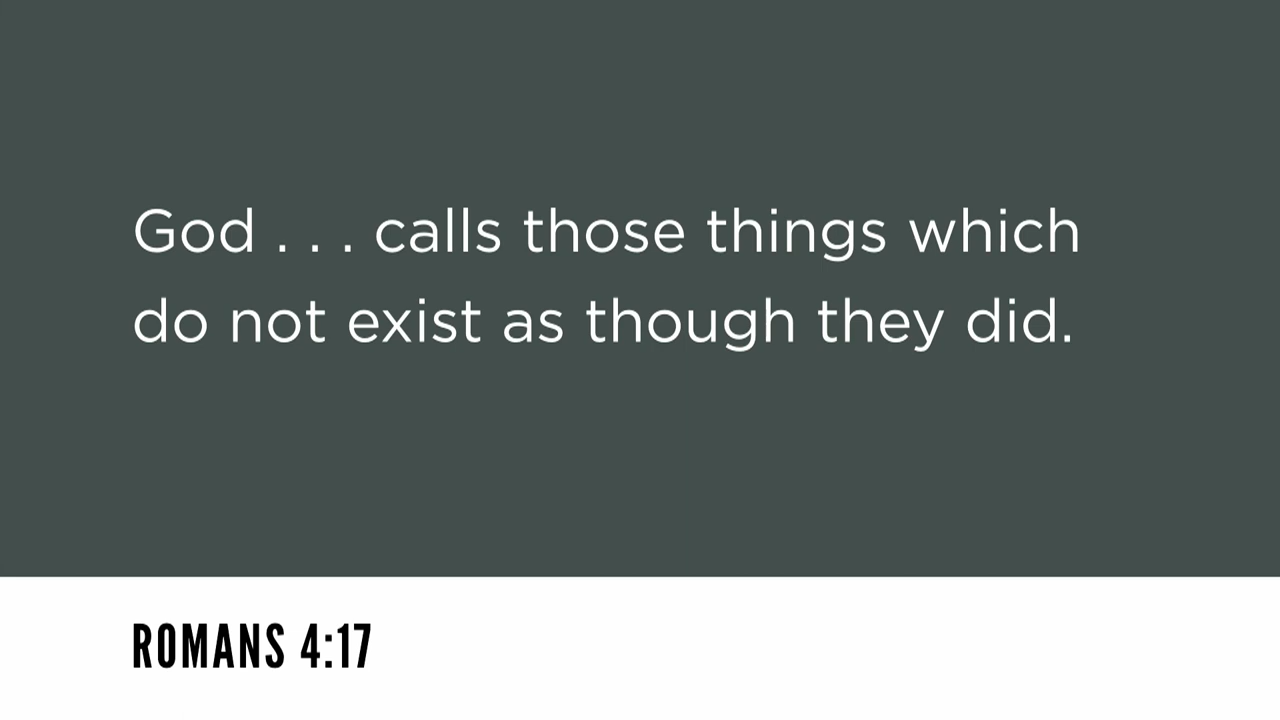 God . . . calls those things which
do not exist as though they did.
ROMANS 4:17